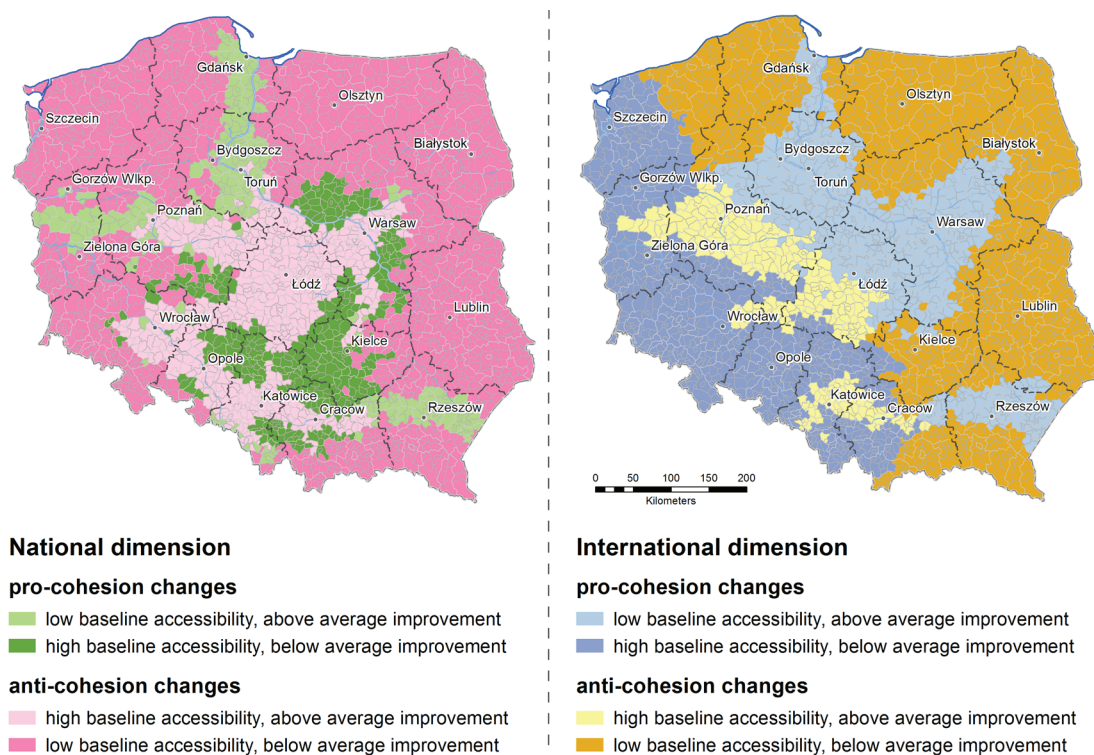 Gdańsk
Olsztyn
Szczecin
Białystok
Bydgoszcz
Toruń
Gorzów Wlkp.
Poznań
Warsaw
Zielona Góra
Łódź
Lublin
Wrocław
Kielce
Opole
Katowice
Cracow
Rzeszów
Gdańsk
Olsztyn
Szczecin
Białystok
Bydgoszcz
Toruń
Gorzów Wlkp.
Poznań
Warsaw
Zielona Góra
Łódź
Lublin
Wrocław
Kielce
Opole
Katowice
Cracow
Rzeszów
0 50 100 150 200
Kilometers
National dimension
pro-cohesion changes
low baseline accessibility, above average improvement
high baseline accessibility, below average improvement
anti-cohesion changes
high baseline accessibility, above average improvement
low baseline accessibility, below average improvement
International dimension
pro-cohesion changes
low baseline accessibility, above average improvement
high baseline accessibility, below average improvement
anti-cohesion changes
high baseline accessibility, above average improvement
low baseline accessibility, below average improvement